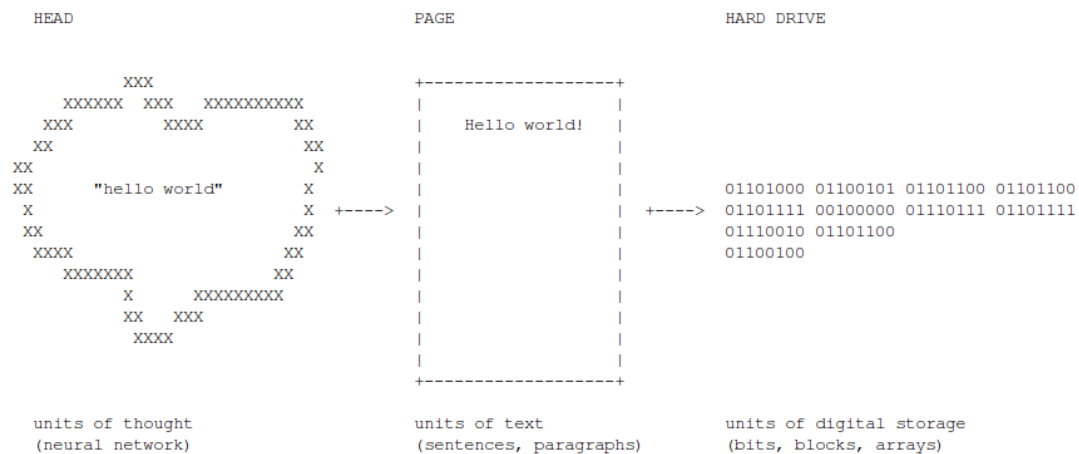 HEAD PAGE HARD DRIVE
Hello world!
"hello world"
01101000 01100101 01101100 01101100
01101111 00100000 01110111 01101111
01110010 01101100
01100100
units of thought
(neural network)
units of text
(sentences, paragraphs)
units of digital storage
(bits, blocks, arrays)